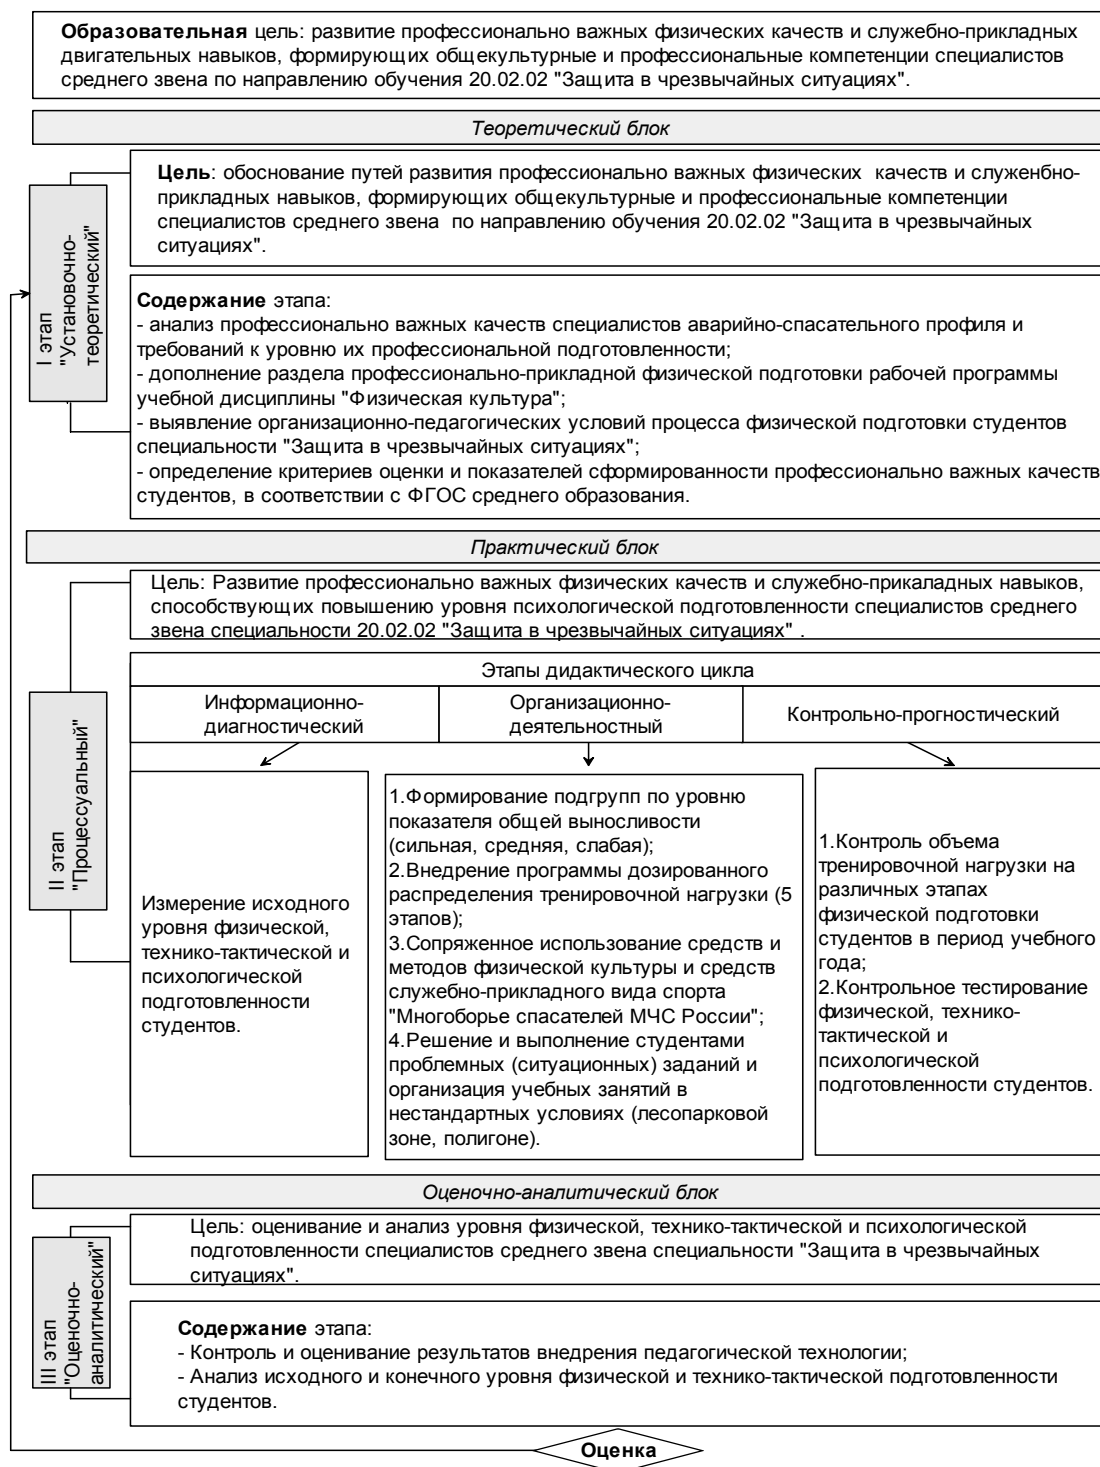 Образовательная цель: развитие профессионально важных физических качеств и служебно-прикладных
двигательных навыков, формирующих общекультурные и профессиональные компетенции специалистов
среднего звена по направлению обучения 20.02.02 "Защита в чрезвычайных ситуациях".
Теоретический блок
I этап
"Установочно-
теоретический"
Цель: обоснование путей развития профессионально важных физических качеств и служенбно-
прикладных навыков, формирующих общекультурные и профессиональные компетенции
специалистов среднего звена по направлению обучения 20.02.02 "Защита в чрезвычайных
ситуациях".
Содержание этапа:
- анализ профессионально важных качеств специалистов аварийно-спасательного профиля и
требований к уровню их профессиональной подготовленности;
- дополнение раздела профессионально-прикладной физической подготовки рабочей программы
учебной дисциплины "Физическая культура";
- выявление организационно-педагогических условий процесса физической подготовки студентов
специальности "Защита в чрезвычайных ситуациях";
- определение критериев оценки и показателей сформированности профессионально важных качеств
студентов, в соответствии с ФГОС среднего образования.
Практический блок
II этап
"Процессуальный"
Цель: Развитие профессионально важных физических качеств и служебно-прикаладных навыков,
способствующих повышению уровня психологической подготовленности специалистов среднего
звена специальности 20.02.02 "Защита в чрезвычайных ситуациях" .
Этапы дидактического цикла
Информационно-
диагностический
Организационно-
деятельностный
Контрольно-прогностический
Измерение исходного
уровня физической,
технико-тактической и
психологической
подготовленности
студентов.
1.Формирование подгрупп по уровню
показателя общей выносливости
(сильная, средняя, слабая);
2.Внедрение программы дозированного
распределения тренировочной нагрузки (5
этапов);
3.Сопряженное использование средств и
методов физической культуры и средств
служебно-прикладного вида спорта
"Многоборье спасателей МЧС России";
4.Решение и выполнение студентами
проблемных (ситуационных) заданий и
организация учебных занятий в
нестандартных условиях (лесопарковой
зоне, полигоне).
1.Контроль объема
тренировочной нагрузки на
различных этапах
физической подготовки
студентов в период учебного
года;
2.Контрольное тестирование
физической, технико-
тактической и
психологической
подготовленности студентов.
Оценочно-аналитический блок
III этап
"Оценочно-
аналитический"
Цель: оценивание и анализ уровня физической, технико-тактической и психологической
подготовленности специалистов среднего звена специальности "Защита в чрезвычайных
ситуациях".
Содержание этапа:
- Контроль и оценивание результатов внедрения педагогической технологии;
- Анализ исходного и конечного уровня физической и технико-тактической подготовленности
студентов.
Оценка